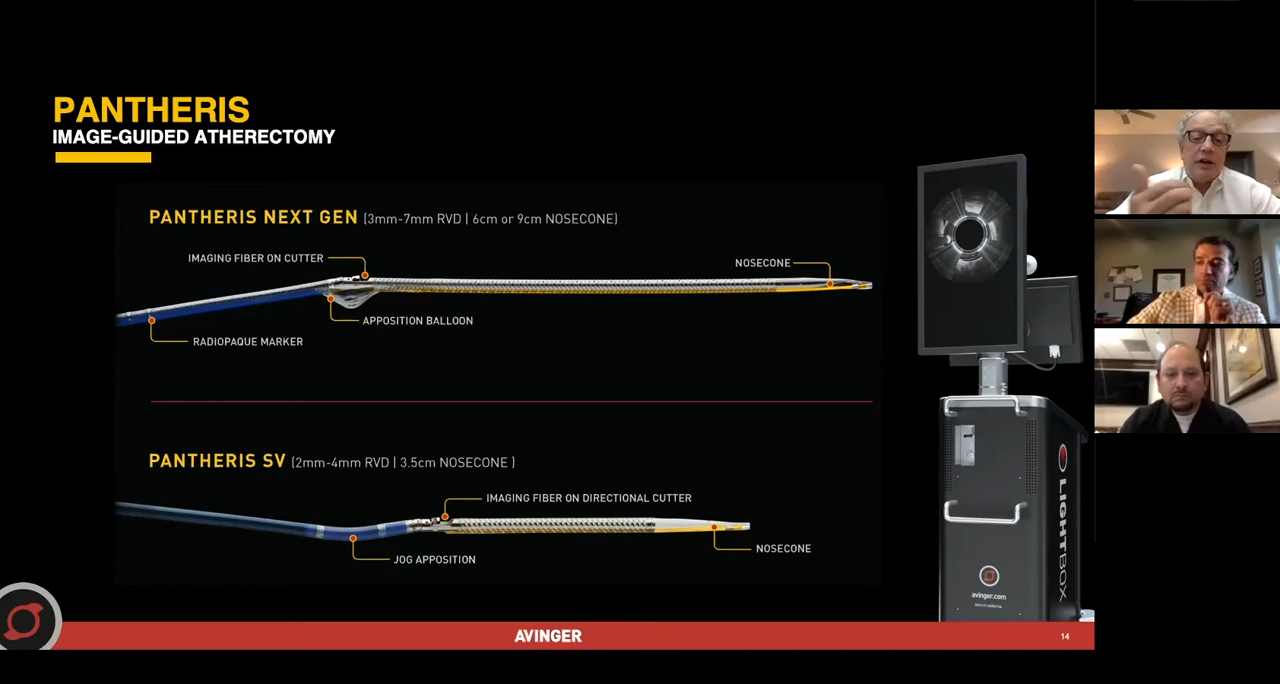 PANTHERIS
IMAGE-GUIDED ATHERECTOMY
PANTHERIS NEXT GEN (3mm-7mm RVD | 6cm or 9cm NOSECONE)
IMAGING FIBER ON CUTTER
NOSECONE
APPOSITION BALLOON
RADIOPAQUE MARKER
PANTHERIS SV (2mm-4mm RVD | 3.5cm NOSECONE )
IMAGING FIBER ON DIRECTIONAL CUTTER
NOSECONE
JOG APPOSITION
LIGHTBOX
avinger.com
AVINGER
14